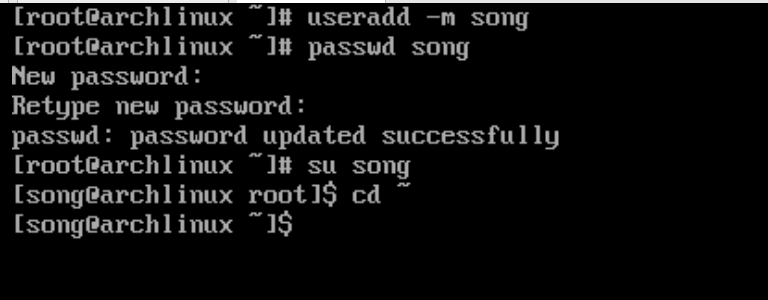 [root@archlinux ~]# useradd -m song
[root@archlinux ~]# passwd song
New password:
Retype new password:
passwd: password updated successfully
[root@archlinux ~]# su song
[song@archlinux root]$ cd ~
[song@archlinux ~]$